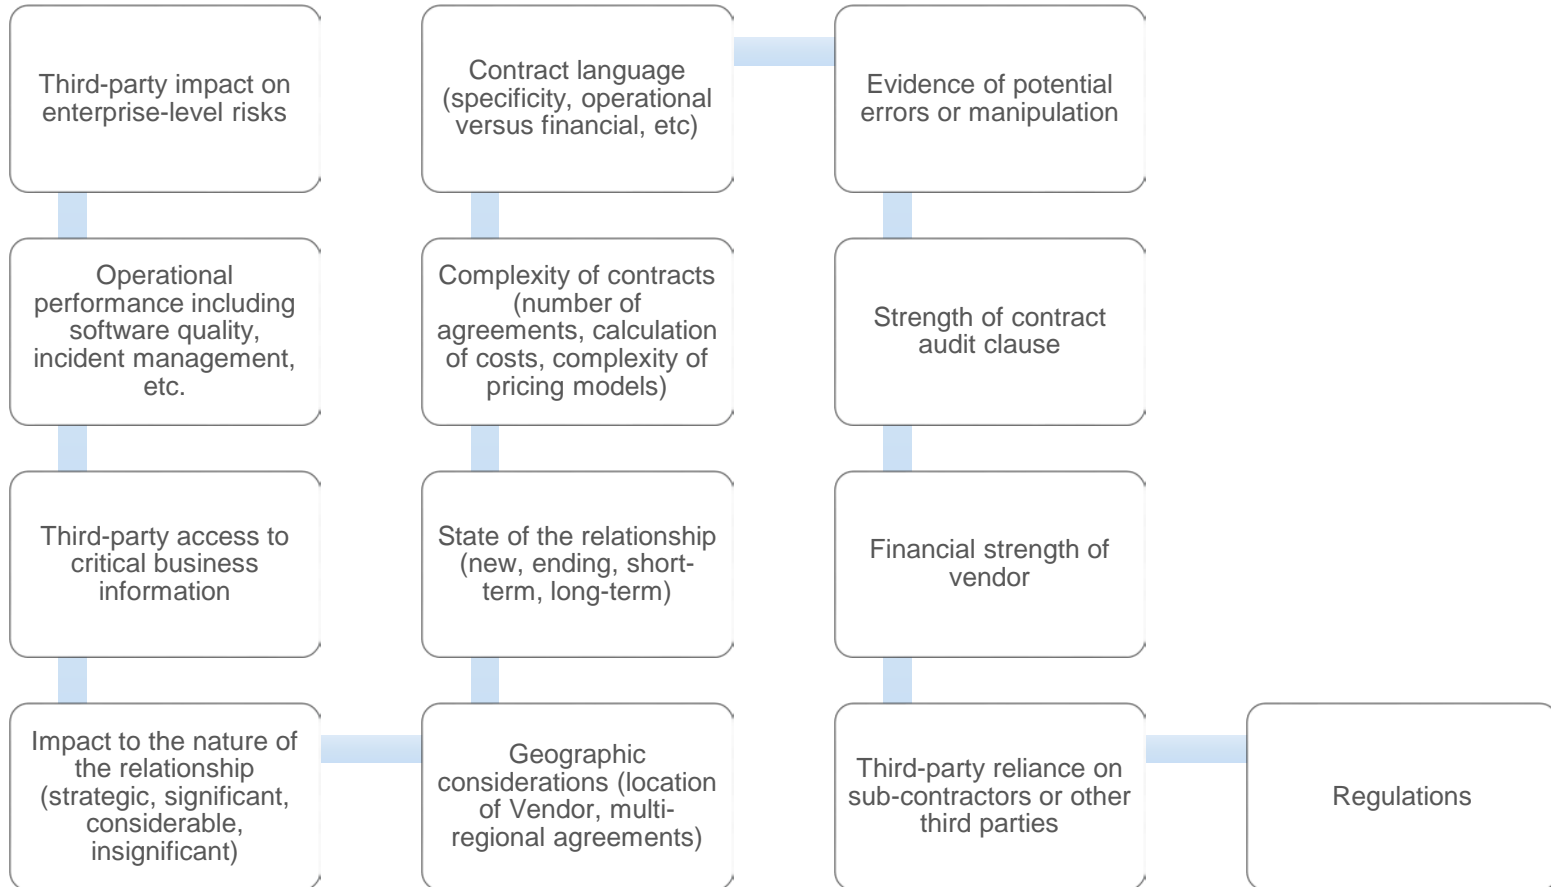 Third-party impact on
enterprise-level risks
Operational
performance including
software quality,
incident management,
etc.
Third-party access to
critical business
information
Impact to the nature of
the relationship
(strategic, significant,
considerable,
insignificant)
Geographic
considerations (location
of Vendor, multi-
regional agreements)
State of the relationship
(new, ending, short-
term, long-term)
Complexity of contracts
(number of
agreements, calculation
of costs, complexity of
pricing models)
Contract language
(specificity, operational
versus financial, etc)
Evidence of potential
errors or manipulation
Strength of contract
audit clause
Financial strength of
vendor
Third-party reliance on
sub-contractors or other
third parties
Regulations